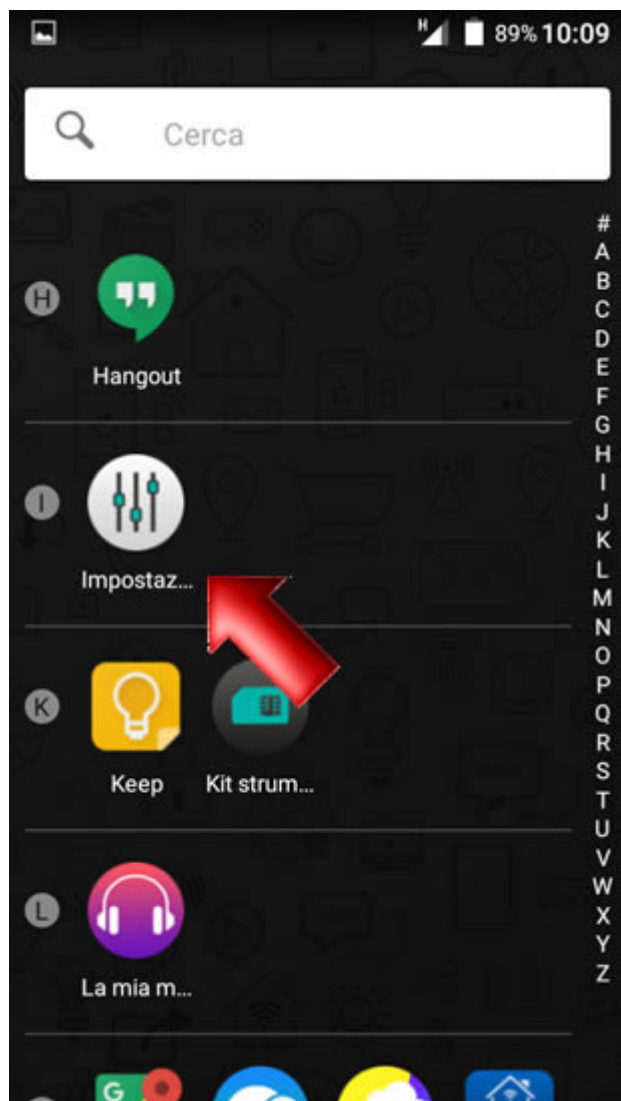 H 89% 10:09
Cerca
H
Hangout
I
Impostaz...
K
Keep
Kit strum...
L
La mia m...
G
#
A
B
C
D
E
F
G
H
I
J
K
L
M
N
O
P
Q
R
S
T
U
V
W
X
Y
Z